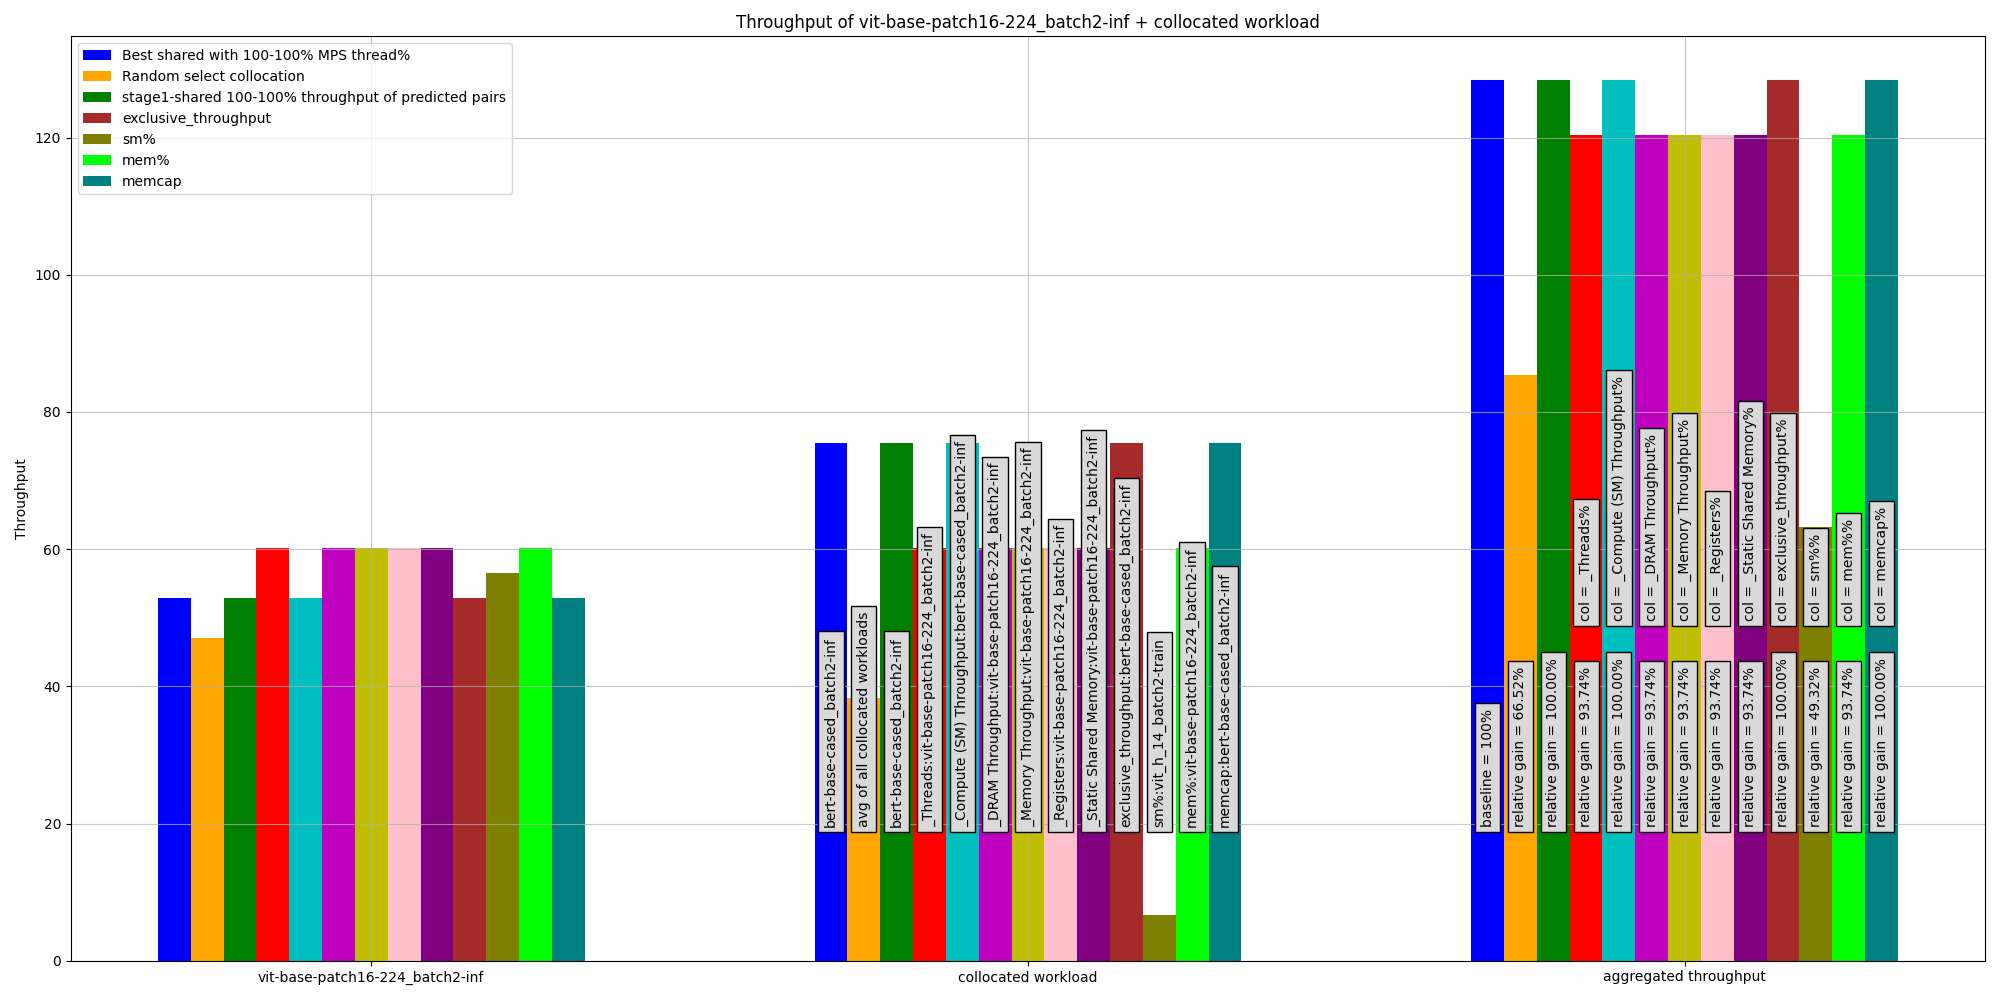 Throughput of vit-base-patch16-224_batch2-inf + collocated workload
Best shared with 100-100% MPS thread%
Random select collocation
stage1-shared 100-100% throughput of predicted pairs
exclusive_throughput
sm%
mem%
memcap
Throughput
120
100
80
60
40
20
0
bert-base-cased_batch2-inf
avg of all collocated workloads
bert-base-cased_batch2-inf
_Threads:vit-base-patch16-224_batch2-inf
_Compute (SM) Throughput:bert-base-cased_batch2-inf
_DRAM Throughput:vit-base-patch16-224_batch2-inf
_Memory Throughput:vit-base-patch16-224_batch2-inf
_Registers:vit-base-patch16-224_batch2-inf
_Static Shared Memory:vit-base-patch16-224_batch2-inf
exclusive_throughput:bert-base-cased_batch2-inf
sm%:vit_h_14_batch2-train
mem%:vit-base-patch16-224_batch2-inf
memcap:bert-base-cased_batch2-inf
col = _Threads%
col = _Compute (SM) Throughput%
col = _DRAM Throughput%
col = _Memory Throughput%
col = _Registers%
col = _Static Shared Memory%
col = exclusive_throughput%
col = sm%%
col = mem%%
col = memcap%
baseline = 100%
relative gain = 66.52%
relative gain = 100.00%
relative gain = 93.74%
relative gain = 100.00%
relative gain = 93.74%
relative gain = 93.74%
relative gain = 93.74%
relative gain = 93.74%
relative gain = 100.00%
relative gain = 49.32%
relative gain = 93.74%
relative gain = 100.00%
vit-base-patch16-224_batch2-inf
collocated workload
aggregated throughput